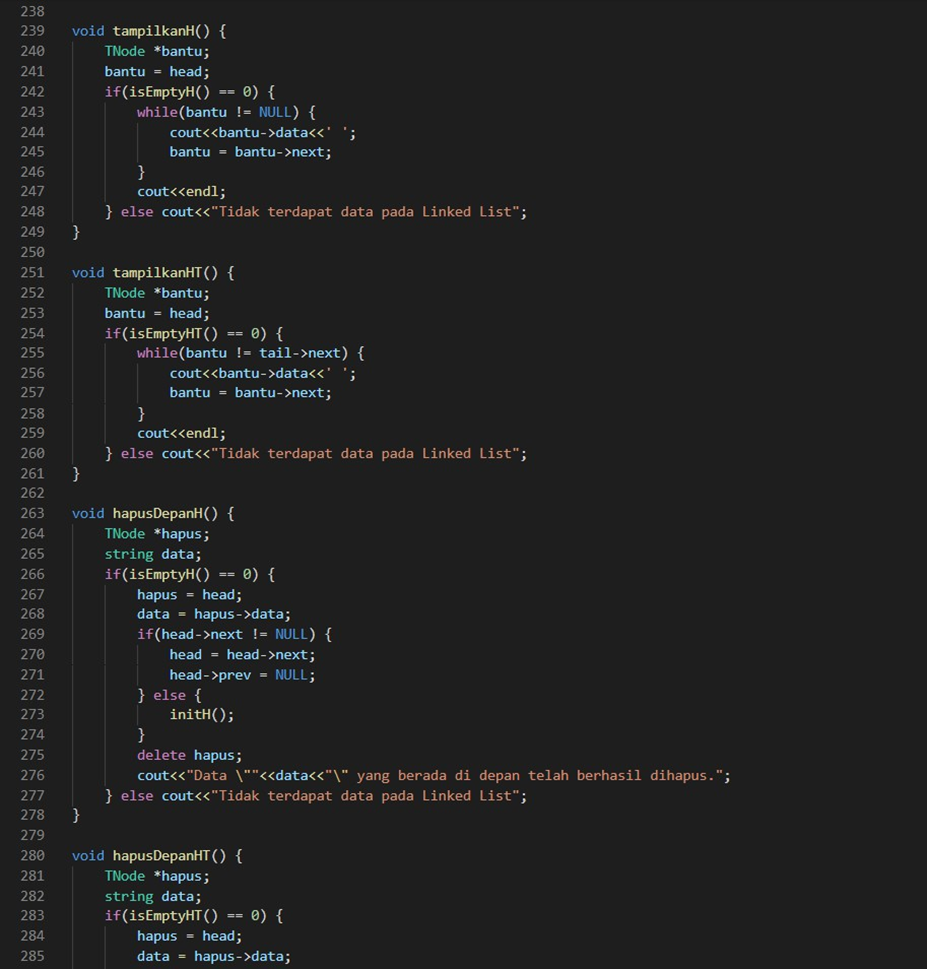 238
239 void tampilkanH() {
240 TNode *bantu;
241 bantu = head;
242 if(isEmptyH() == 0) {
243 while(bantu != NULL) {
244 cout<<bantu->data<<' ';
245 bantu = bantu->next;
246 }
247 cout<<endl;
248 } else cout<<"Tidak terdapat data pada Linked List";
249 }
250
251 void tampilkanHT() {
252 TNode *bantu;
253 bantu = head;
254 if(isEmptyHT() == 0) {
255 while(bantu != tail->next) {
256 cout<<bantu->data<<' ';
257 bantu = bantu->next;
258 }
259 cout<<endl;
260 } else cout<<"Tidak terdapat data pada Linked List";
261 }
262
263 void hapusDepanH() {
264 TNode *hapus;
265 string data;
266 if(isEmptyH() == 0) {
267 hapus = head;
268 data = hapus->data;
269 if(head->next != NULL) {
270 head = head->next;
271 head->prev = NULL;
272 } else {
273 initH();
274 }
275 delete hapus;
276 cout<<"Data \""<<data<<"\" yang berada di depan telah berhasil dihapus.";
277 } else cout<<"Tidak terdapat data pada Linked List";
278 }
279
280 void hapusDepanHT() {
281 TNode *hapus;
282 string data;
283 if(isEmptyHT() == 0) {
284 hapus = head;
285 data = hapus->data;